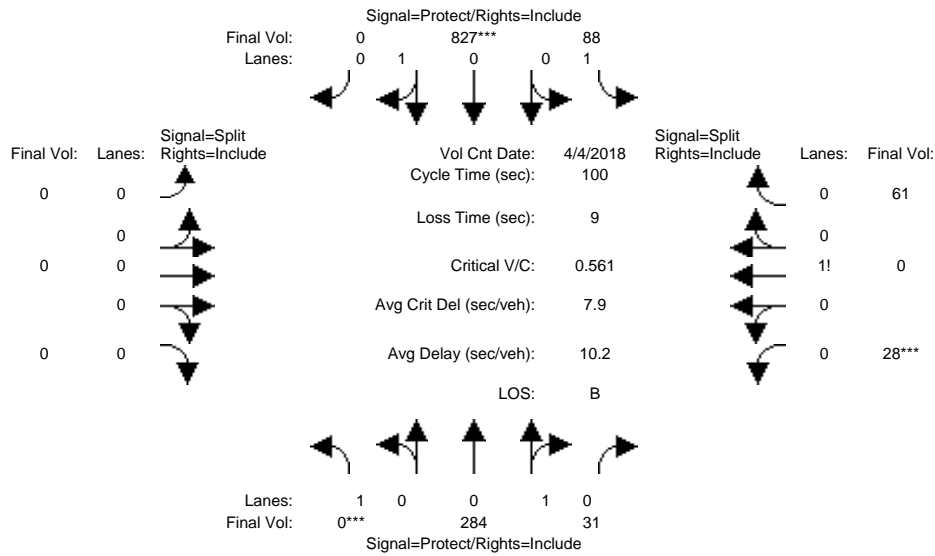 Signal=Protect/Rights=Include
Final Vol: 0 827*** 88
Lanes: 0 1 0 0 1
Signal=Split Signal=Split
Final Vol: Lanes: Rights=Include Vol Cnt Date: 4/4/2018 Rights=Include Lanes: Final Vol:
Cycle Time (sec): 100
0 0 0 61
Loss Time (sec): 9
0 0
0 0 Critical V/C: 0.561 1! 0
0 Avg Crit Del (sec/veh): 7.9 0
0 0 Avg Delay (sec/veh): 10.2 0 28***
LOS: B
Lanes: 1 0 0 1 0
Final Vol: 0*** 284 31
Signal=Protect/Rights=Include